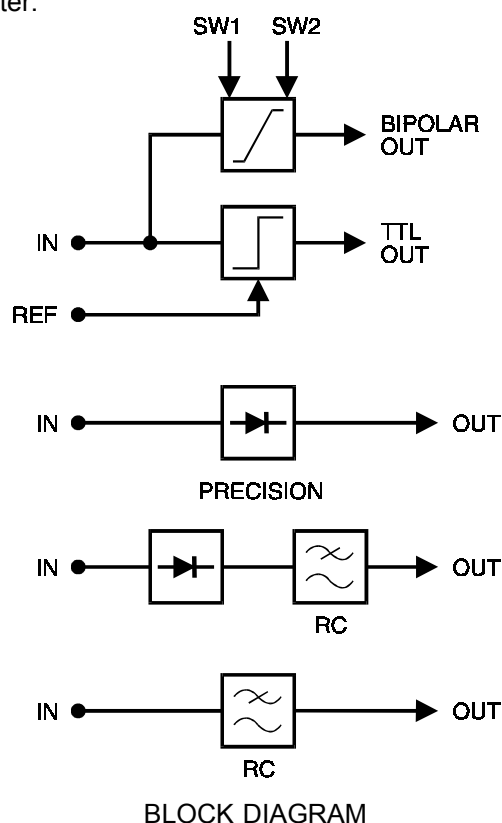 ter.
SW1 SW2
BIPOLAR
OUT
IN
TTL
OUT
REF
IN OUT
PRECISION
IN OUT
RC
IN OUT
RC
BLOCK DIAGRAM